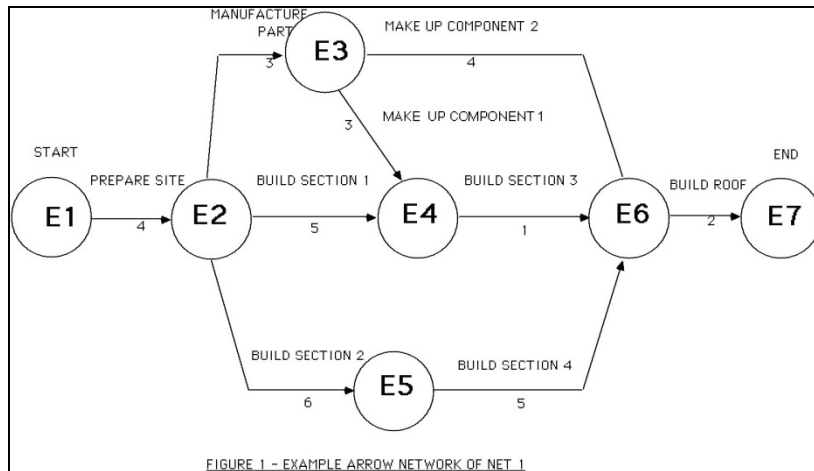 MANUFACTURE
PART
MAKE UP COMPONENT 2
E3
3
4
3
MAKE UP COMPONENT 1
START
END
PREPARE SITE
BUILD SECTION 1
BUILD SECTION 3
BUILD ROOF
E1
E2
E4
E6
E7
4
5
1
2
BUILD SECTION 2
BUILD SECTION 4
E5
6
5
FIGURE 1 - EXAMPLE ARROW NETWORK OF NET 1